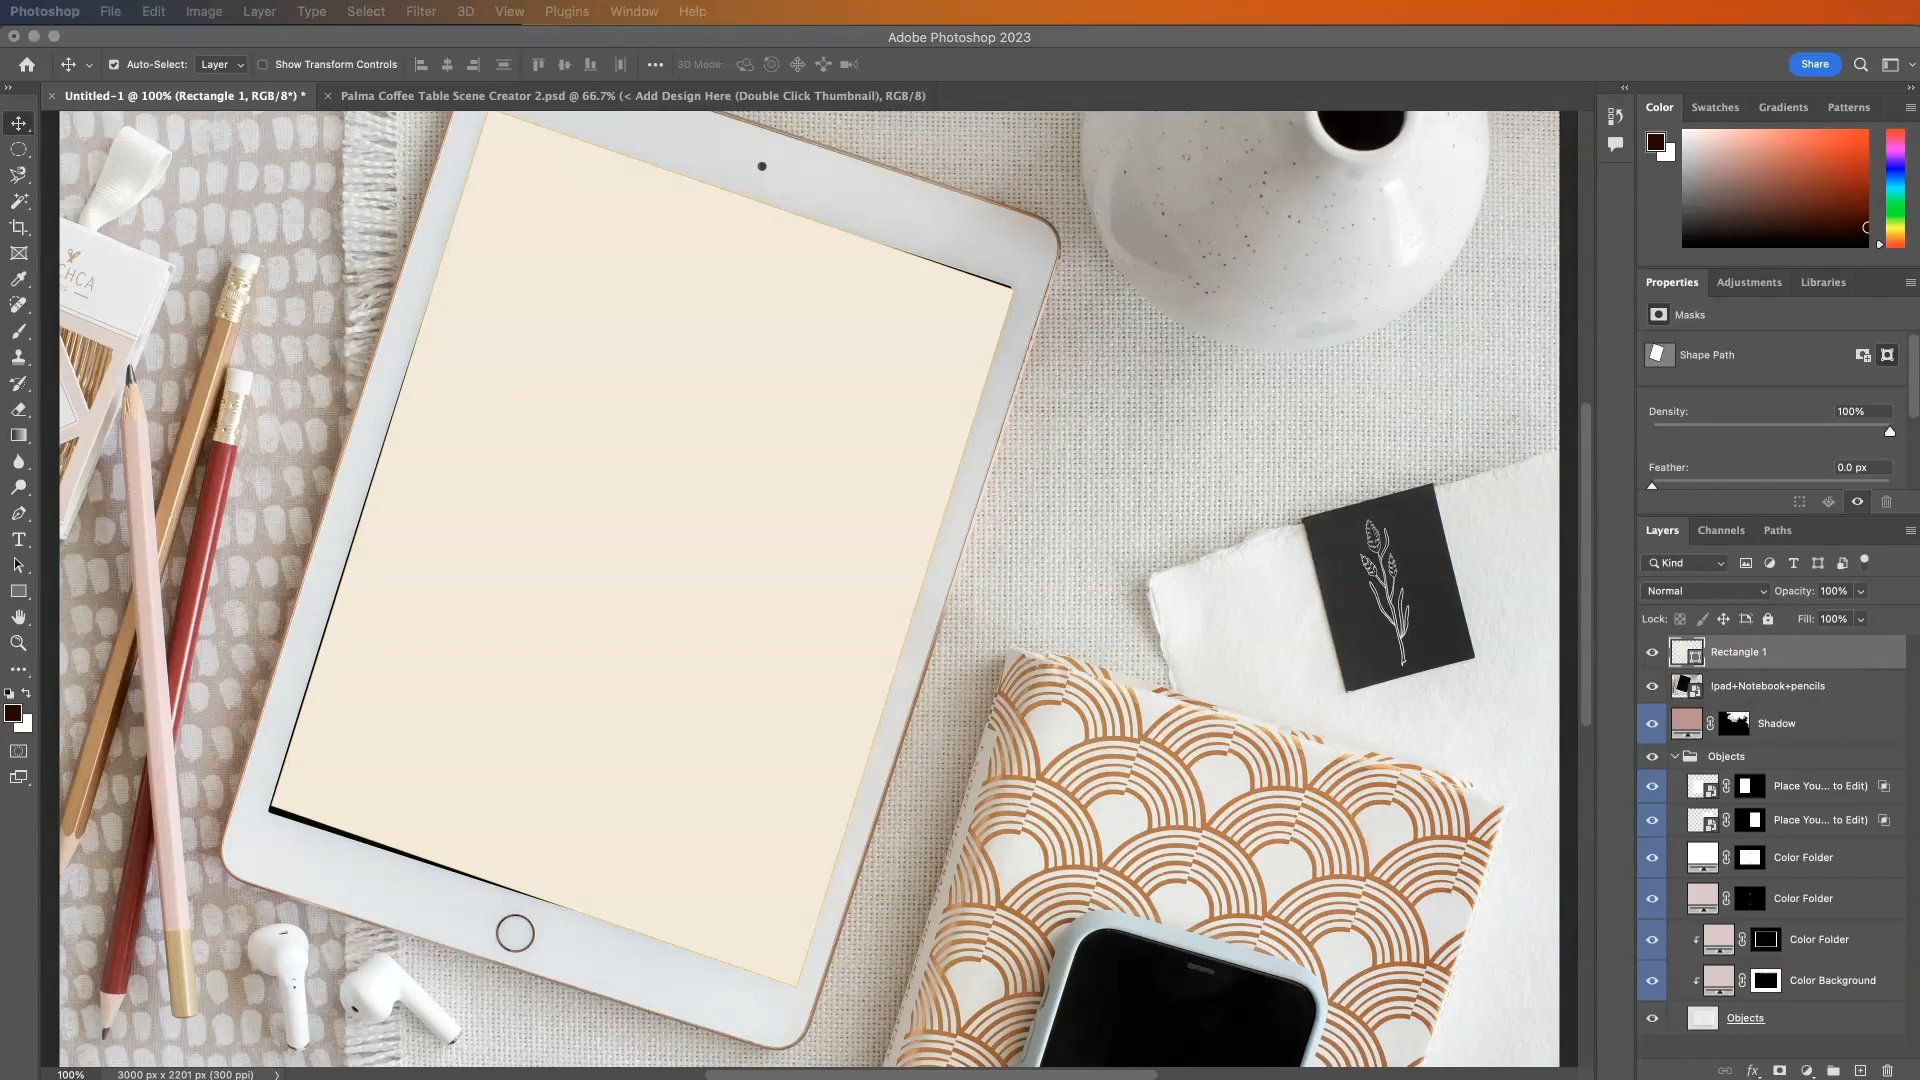 Photoshop File Edit Image Layer Type Select Filter 3D View Plugins Window Help
Adobe Photoshop 2023
Auto-Select: Layer Show Transform Controls ••• 3D Mode: Share
× Untitled-1 @ 100% (Rectangle 1, RGB/8*) * × Palma Coffee Table Scene Creator 2.psd @ 66.7% (< Add Design Here (Double Click Thumbnail), RGB/8)
Color Swatches Gradients Patterns
Properties Adjustments Libraries
Masks
Shape Path
Density: 100%
Feather: 0.0 px
Layers Channels Paths
Kind
Normal Opacity: 100%
Lock: Fill: 100%
Rectangle 1
Ipad+Notebook+pencils
Shadow
Objects
Place You... to Edit)
Place You... to Edit)
Color Folder
Color Folder
Color Folder
Color Background
Objects
100% 3000 px x 2201 px (300 ppi)